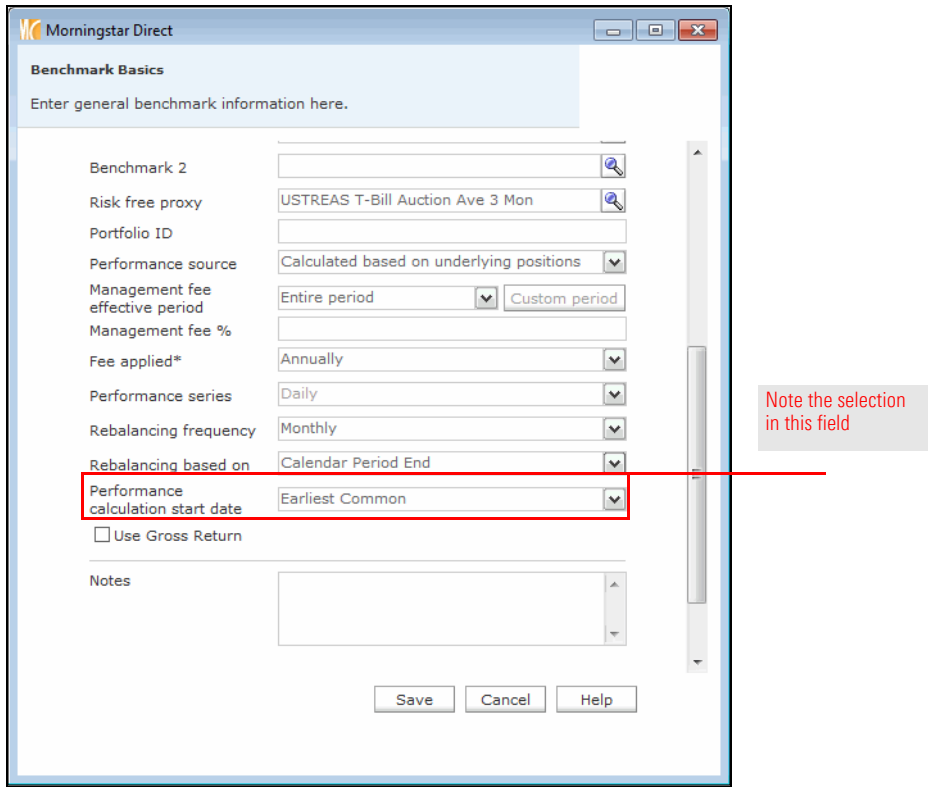 Morningstar Direct
Benchmark Basics
Enter general benchmark information here.
Benchmark 2
Risk free proxy USTREAS T-Bill Auction Ave 3 Mon
Portfolio ID
Performance source Calculated based on underlying positions
Management fee
effective period Entire period Custom period
Management fee %
Fee applied* Annually
Performance series Daily
Rebalancing frequency Monthly
Rebalancing based on Calendar Period End
Performance
calculation start date Earliest Common
Use Gross Return
Notes
Save Cancel Help
Note the selection
in this field